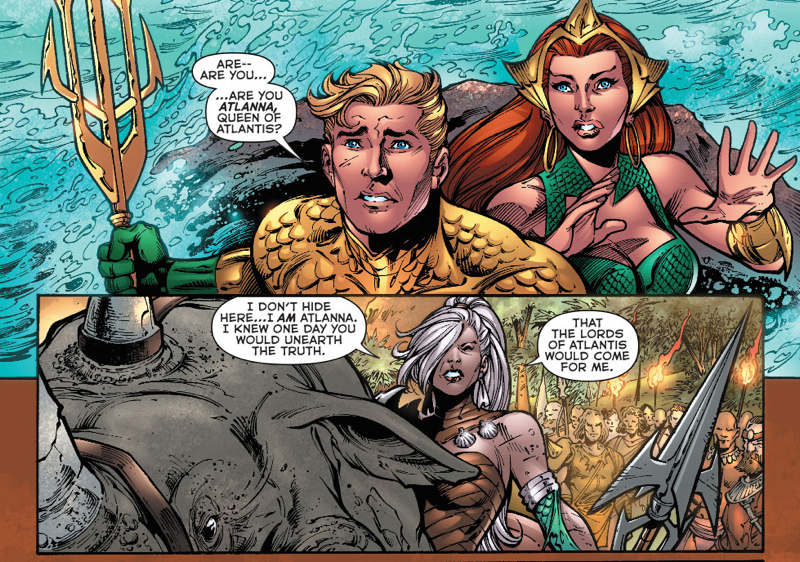 ARE--
ARE YOU...
...ARE YOU
ATLANNA,
QUEEN OF
ATLANTIS?
I DON'T HIDE
HERE...I AM ATLANNA.
I KNEW ONE DAY YOU
WOULD UNEARTH
THE TRUTH.
THAT
THE LORDS
OF ATLANTIS
WOULD COME
FOR ME.